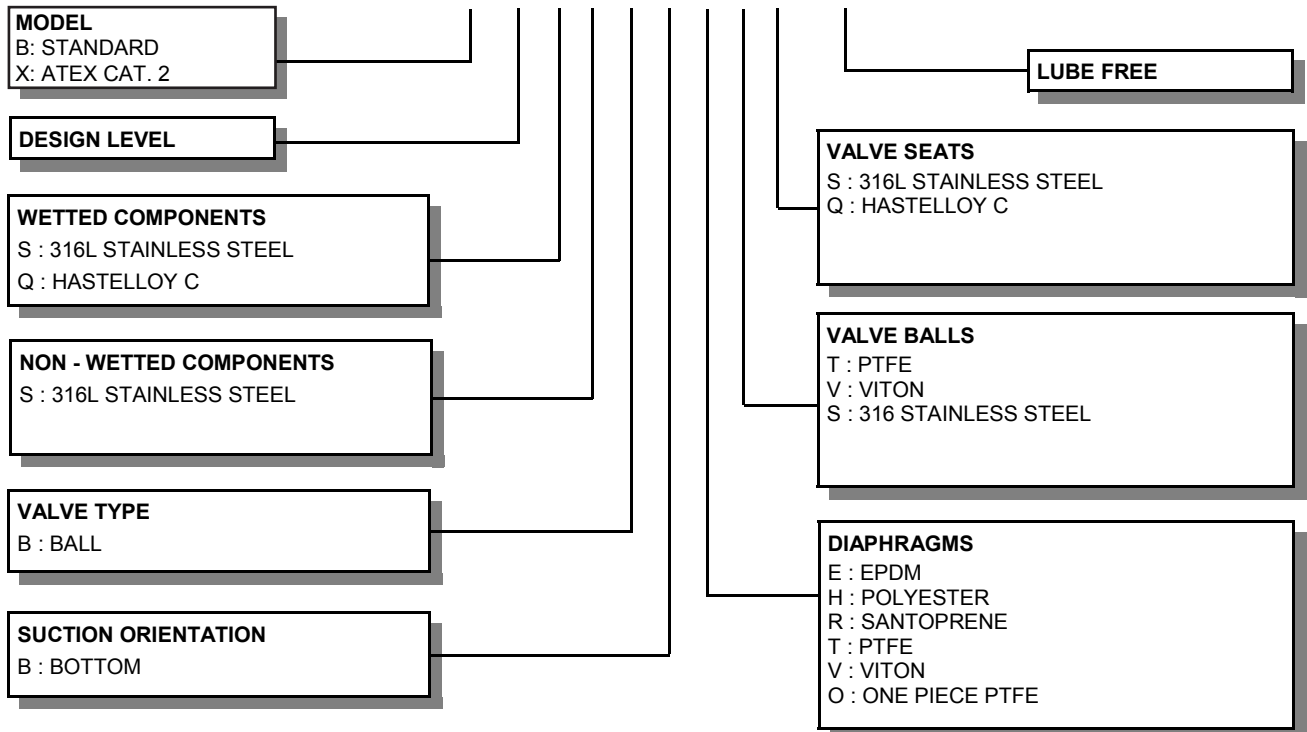 MODEL
B: STANDARD
X: ATEX CAT. 2
DESIGN LEVEL
WETTED COMPONENTS
S : 316L STAINLESS STEEL
Q : HASTELLOY C
NON - WETTED COMPONENTS
S : 316L STAINLESS STEEL
VALVE TYPE
B : BALL
SUCTION ORIENTATION
B : BOTTOM
LUBE FREE
VALVE SEATS
S : 316L STAINLESS STEEL
Q : HASTELLOY C
VALVE BALLS
T : PTFE
V : VITON
S : 316 STAINLESS STEEL
DIAPHRAGMS
E : EPDM
H : POLYESTER
R : SANTOPRENE
T : PTFE
V : VITON
O : ONE PIECE PTFE